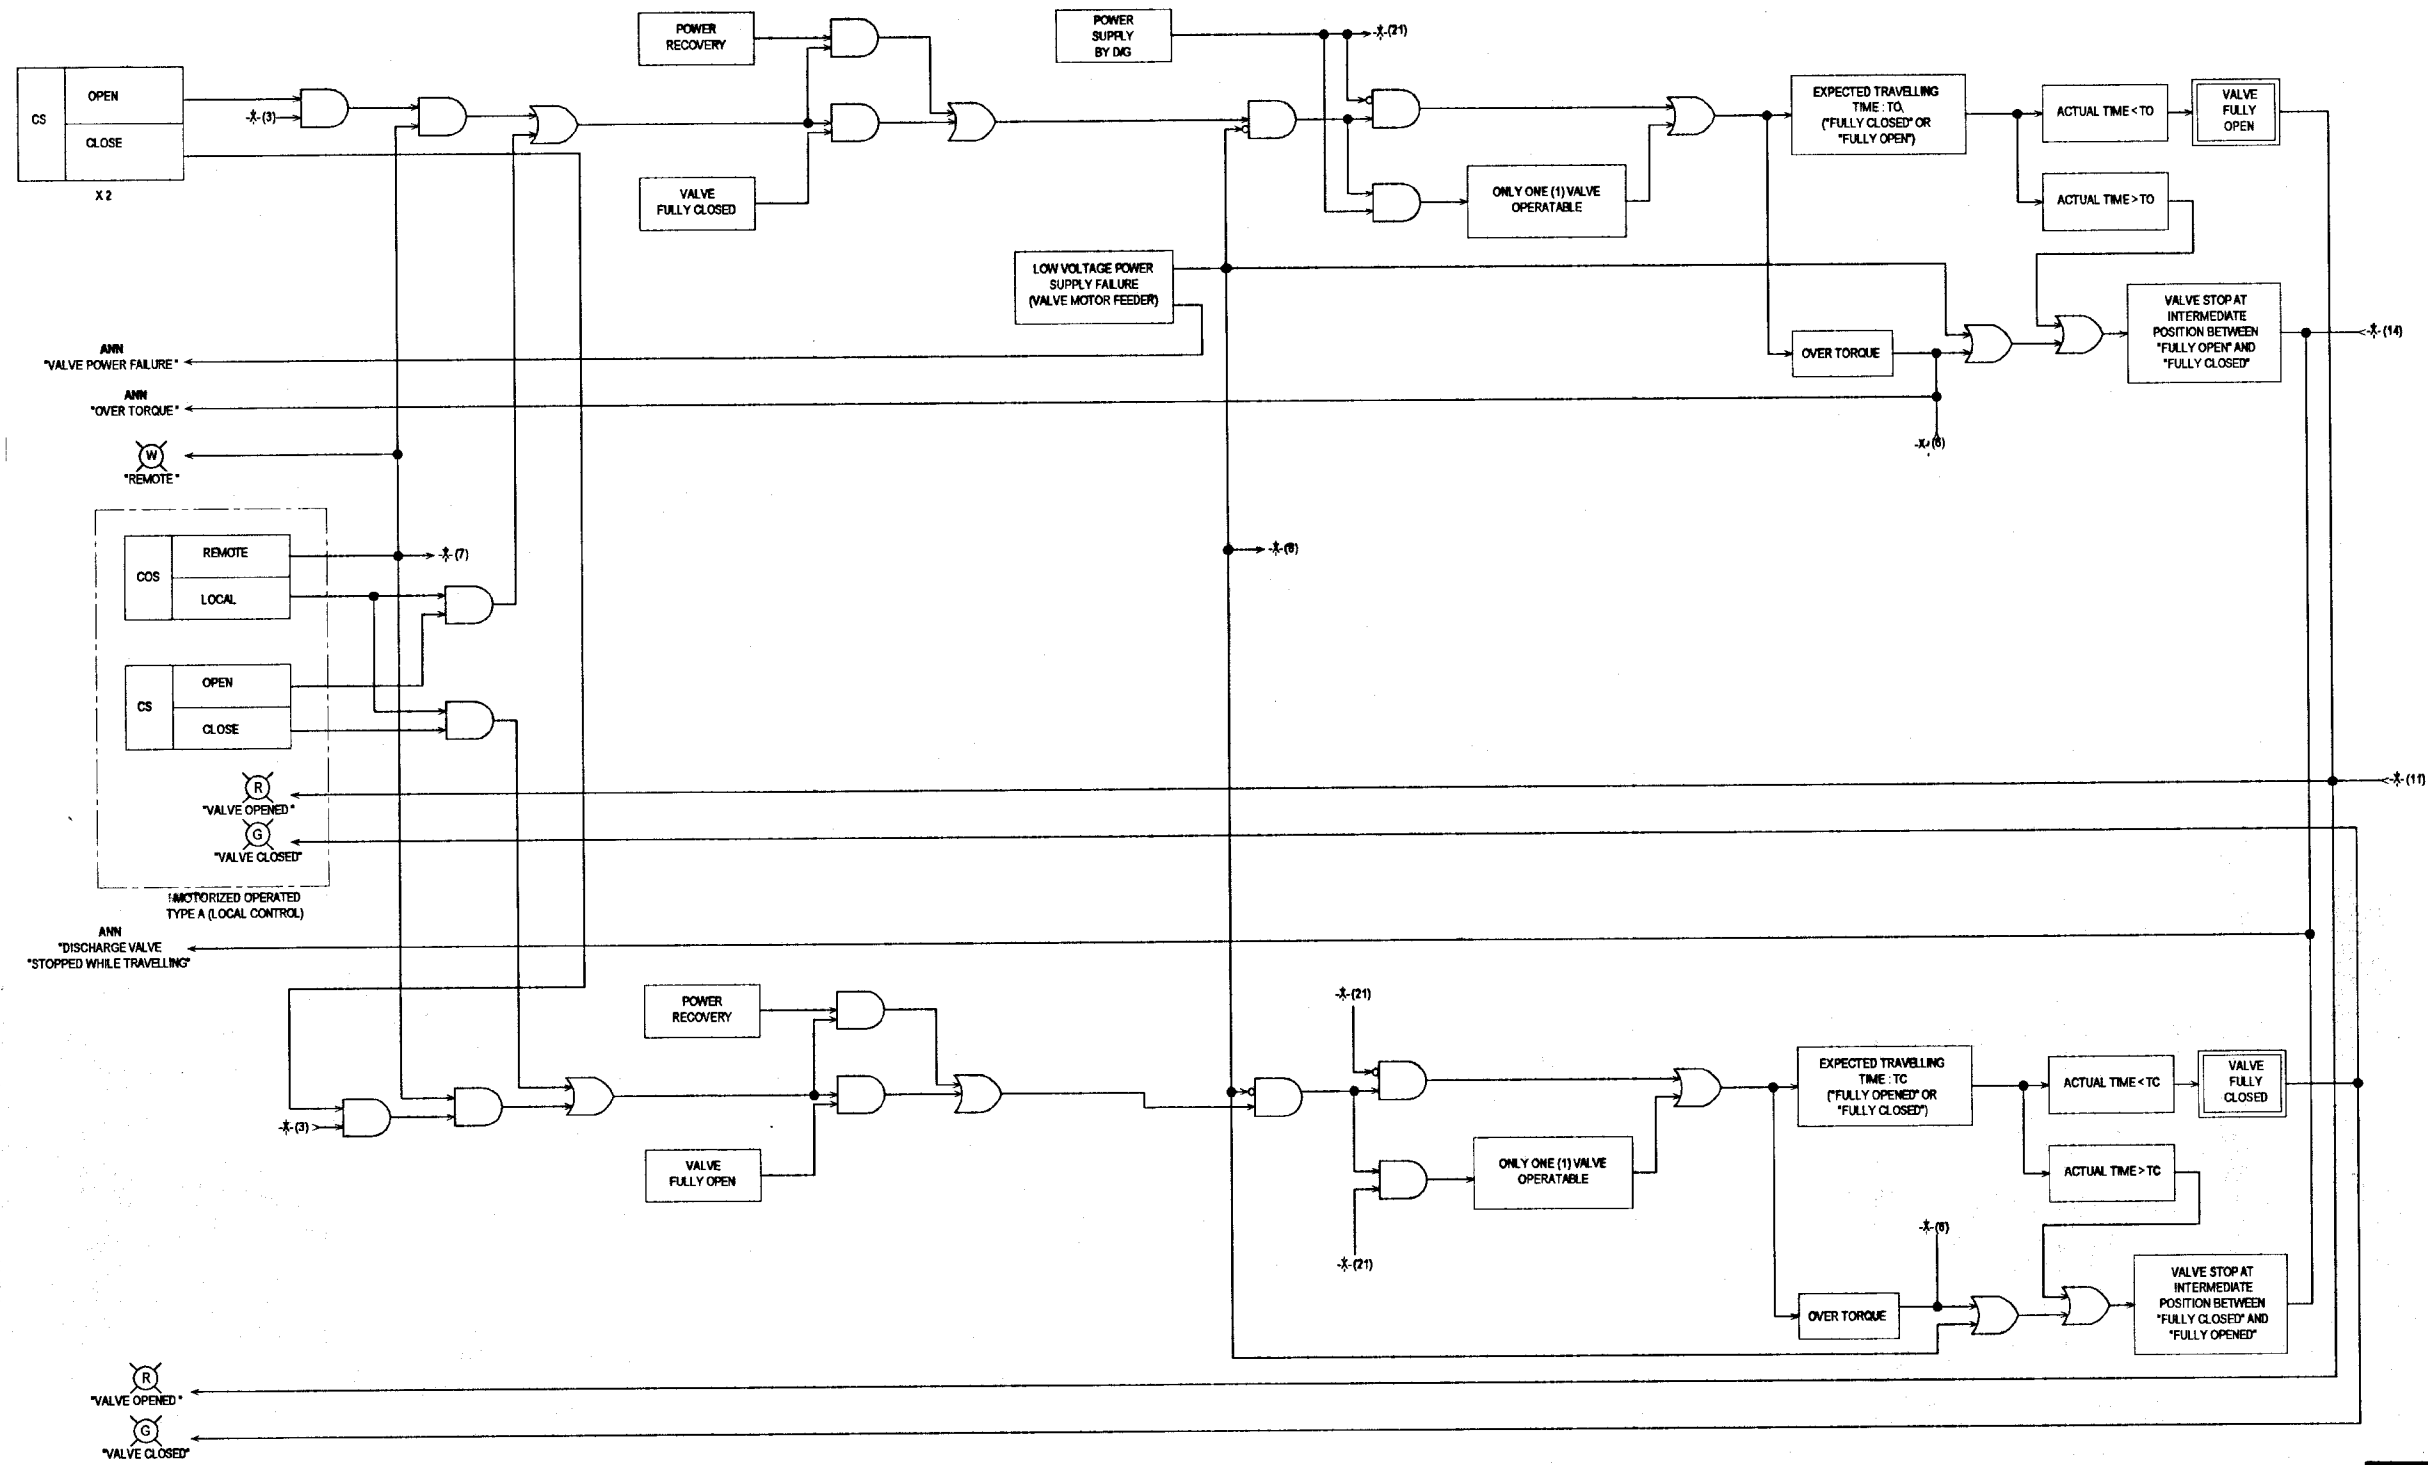 POWER
RECOVERY
POWER
SUPPLY
BY D/G
-X-(21)
CS
OPEN
CLOSE
X 2
-X-(3)
VALVE
FULLY CLOSED
EXPECTED TRAVELLING
TIME : TO,
("FULLY CLOSED" OR
"FULLY OPEN")
ACTUAL TIME < TO
VALVE
FULLY
OPEN
ONLY ONE (1) VALVE
OPERATABLE
ACTUAL TIME > TO
LOW VOLTAGE POWER
SUPPLY FAILURE
(VALVE MOTOR FEEDER)
VALVE STOP AT
INTERMEDIATE
POSITION BETWEEN
"FULLY OPEN" AND
"FULLY CLOSED"
-X-(14)
OVER TORQUE
ANN
"VALVE POWER FAILURE"
ANN
"OVER TORQUE"
-X-(6)
W
"REMOTE"
COS
REMOTE
LOCAL
-X-(7)
-X-(8)
CS
OPEN
CLOSE
R
"VALVE OPENED"
G
"VALVE CLOSED"
-X-(11)
MOTORIZED OPERATED
TYPE A (LOCAL CONTROL)
ANN
"DISCHARGE VALVE
"STOPPED WHILE TRAVELLING"
POWER
RECOVERY
-X-(21)
-X-(3)
VALVE
FULLY OPEN
EXPECTED TRAVELLING
TIME : TC
("FULLY OPENED" OR
"FULLY CLOSED")
ACTUAL TIME < TC
VALVE
FULLY
CLOSED
ONLY ONE (1) VALVE
OPERATABLE
ACTUAL TIME > TC
-X-(21)
-X-(6)
OVER TORQUE
VALVE STOP AT
INTERMEDIATE
POSITION BETWEEN
"FULLY CLOSED" AND
"FULLY OPENED"
R
"VALVE OPENED"
G
"VALVE CLOSED"